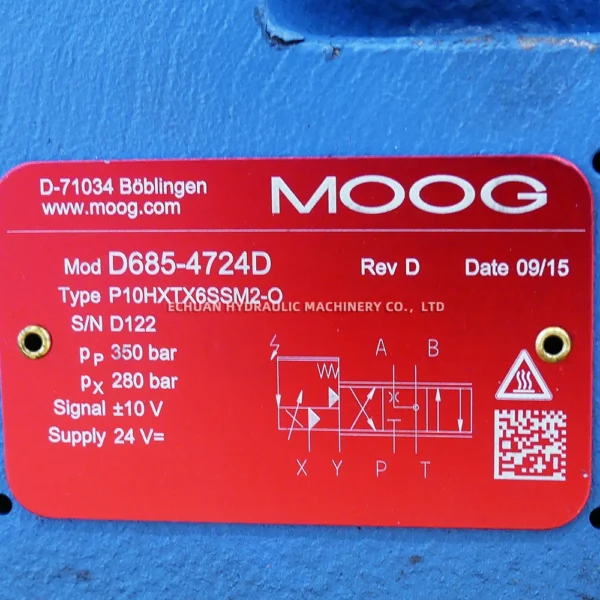 D-71034 Böblingen
www.moog.com
MOOG
Mod D685-4724D Rev D Date 09/15
Type P10HXTX6SSM2-O
ECHUAN HYDRAULIC MACHINERY CO., LTD
S/N D122
pP 350 bar
pX 280 bar
Signal ±10 V
Supply 24 V=
A B
X Y P T